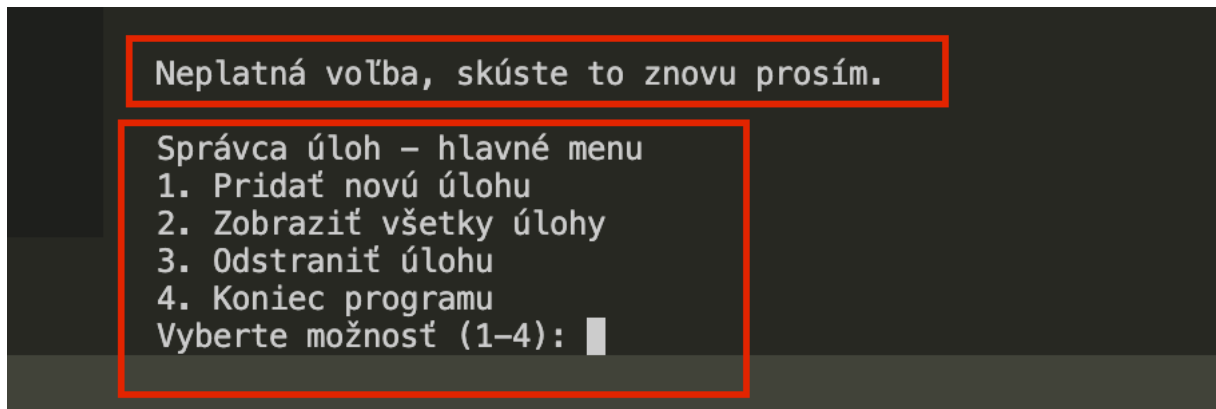 Neplatná voľba, skúste to znovu prosím.
Správca úloh – hlavné menu
1. Pridať novú úlohu
2. Zobraziť všetky úlohy
3. Odstraniť úlohu
4. Koniec programu
Vyberte možnosť (1–4):